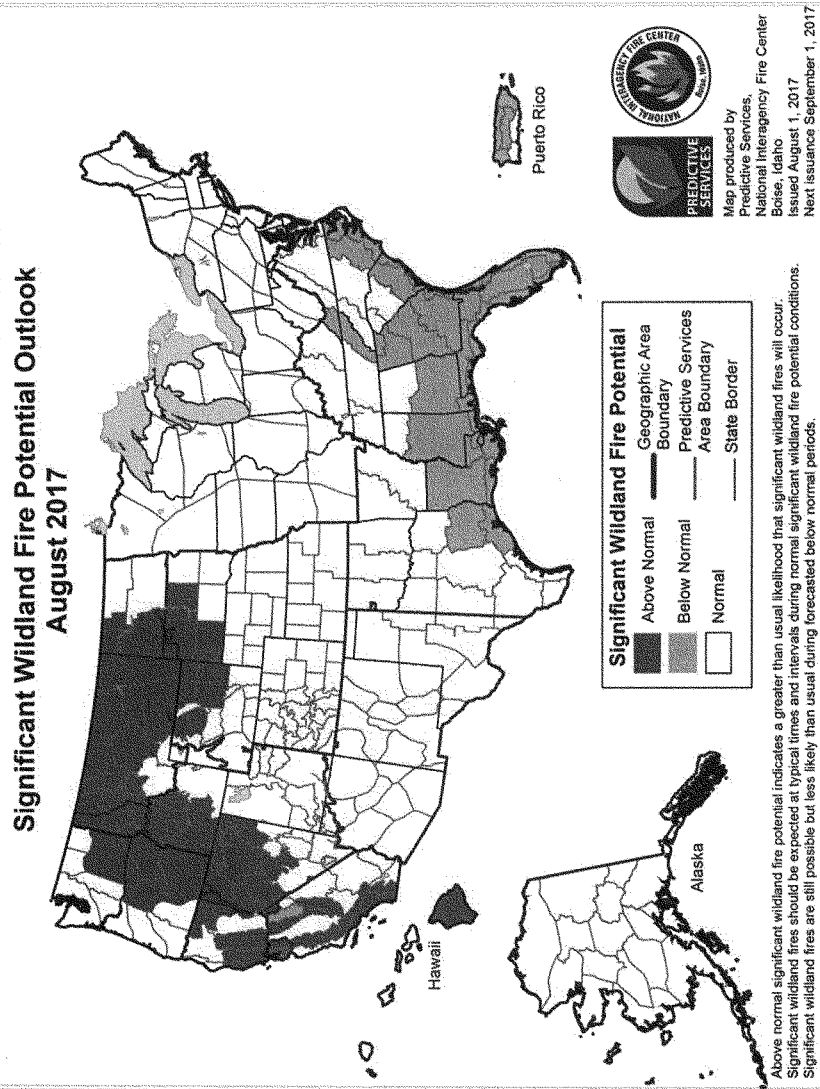 Significant Wildland Fire Potential Outlook
August 2017
Puerto Rico
Hawaii
Alaska
Significant Wildland Fire Potential
Above Normal
Below Normal
Normal
Geographic Area
Boundary
Predictive Services
Area Boundary
State Border
PREDICTIVE
SERVICES
NATIONAL INTERAGENCY FIRE CENTER
Boise, Idaho
Map produced by
Predictive Services,
National Interagency Fire Center
Boise, Idaho
Issued August 1, 2017
Next issuance September 1, 2017
Above normal significant wildland fire potential indicates a greater than usual likelihood that significant wildland fires will occur.
Significant wildland fires should be expected at typical times and intervals during normal significant wildland fire potential conditions.
Significant wildland fires are still possible but less likely than usual during forecasted below normal periods.